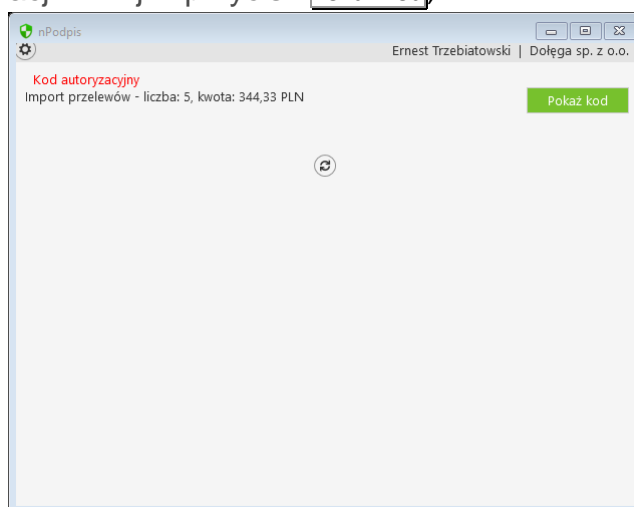 nPodpis
Ernest Trzebiatowski | Dołęga sp. z o.o.
Kod autoryzacyjny
Import przelewów - liczba: 5, kwota: 344,33 PLN
Pokaż kod